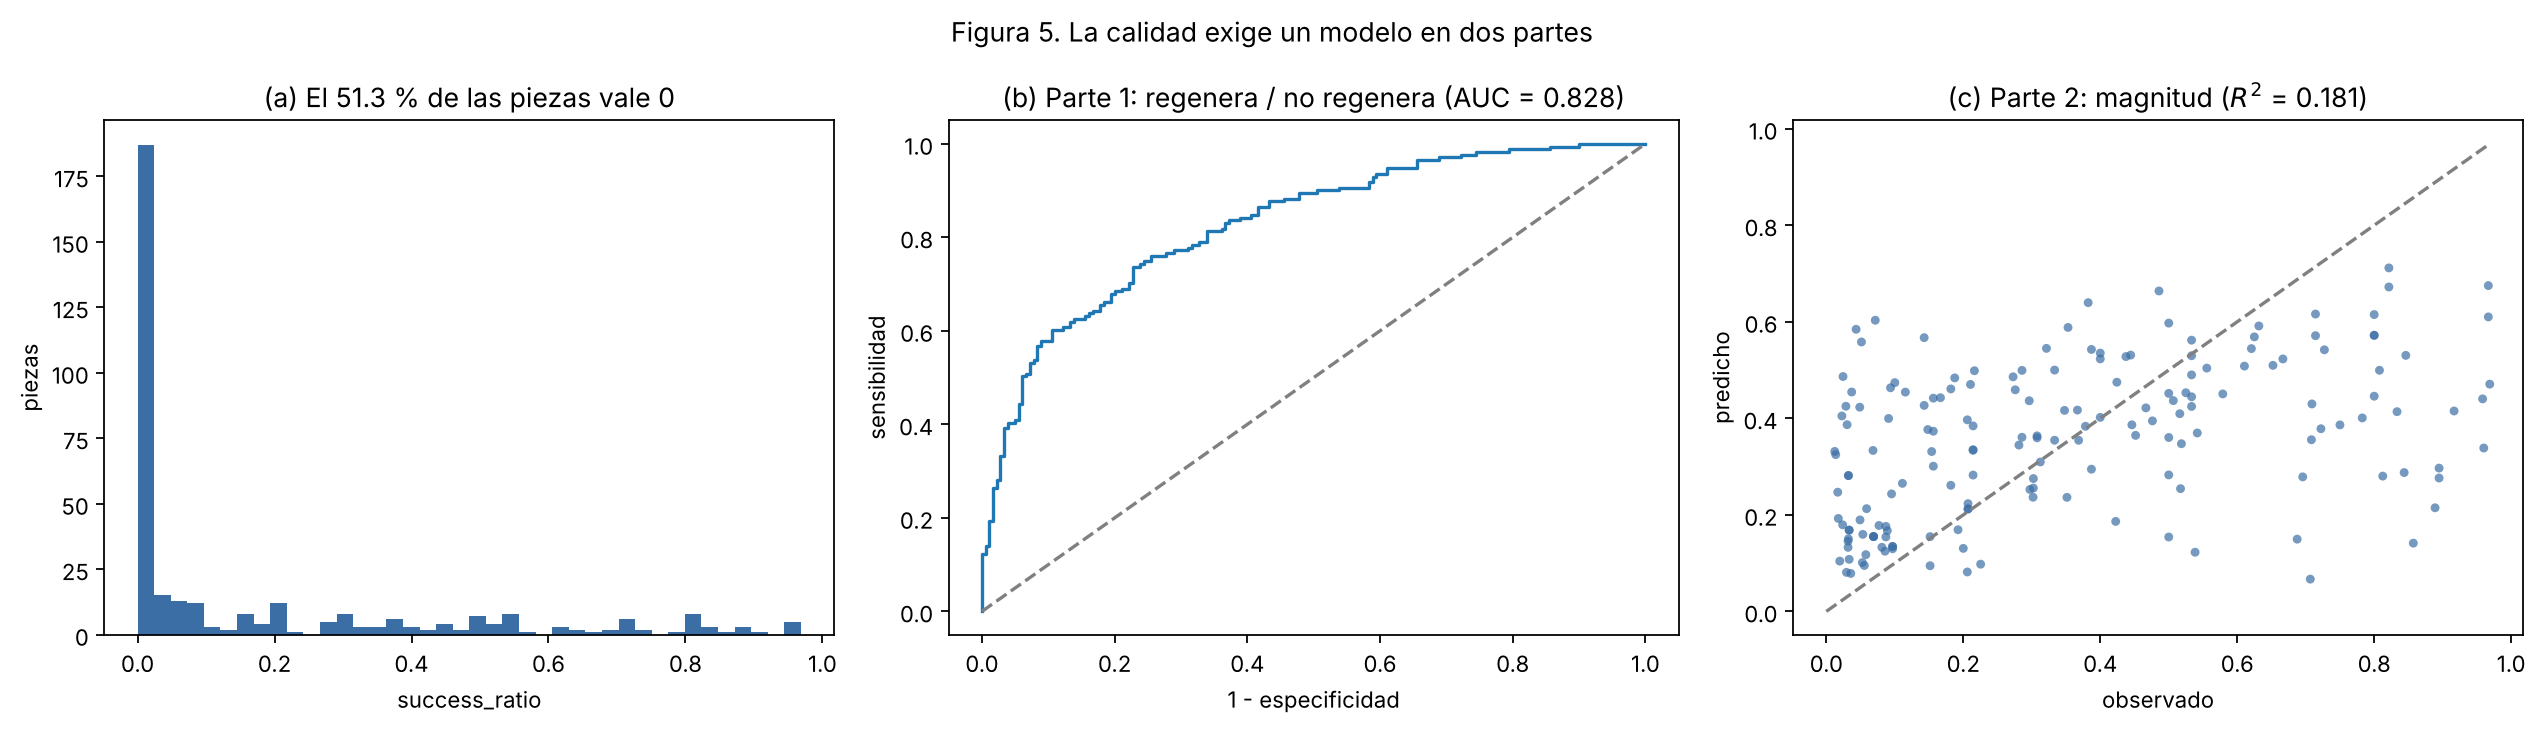 Figura 5. La calidad exige un modelo en dos partes
(a) El 51.3 % de las piezas vale 0
piezas
175
150
125
100
75
50
25
0
0.0 0.2 0.4 0.6 0.8 1.0
success_ratio
(b) Parte 1: regenera / no regenera (AUC = 0.828)
sensibilidad
1.0
0.8
0.6
0.4
0.2
0.0
0.0 0.2 0.4 0.6 0.8 1.0
1 - especificidad
(c) Parte 2: magnitud (R² = 0.181)
predicho
1.0
0.8
0.6
0.4
0.2
0.0
0.0 0.2 0.4 0.6 0.8 1.0
observado